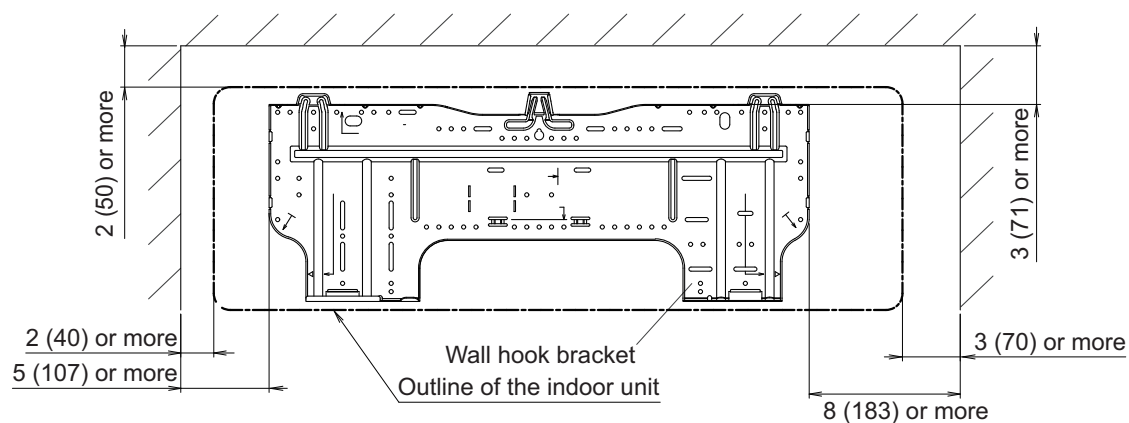 2 (50) or more
3 (71) or more
2 (40) or more
5 (107) or more
Wall hook bracket
Outline of the indoor unit
3 (70) or more
8 (183) or more